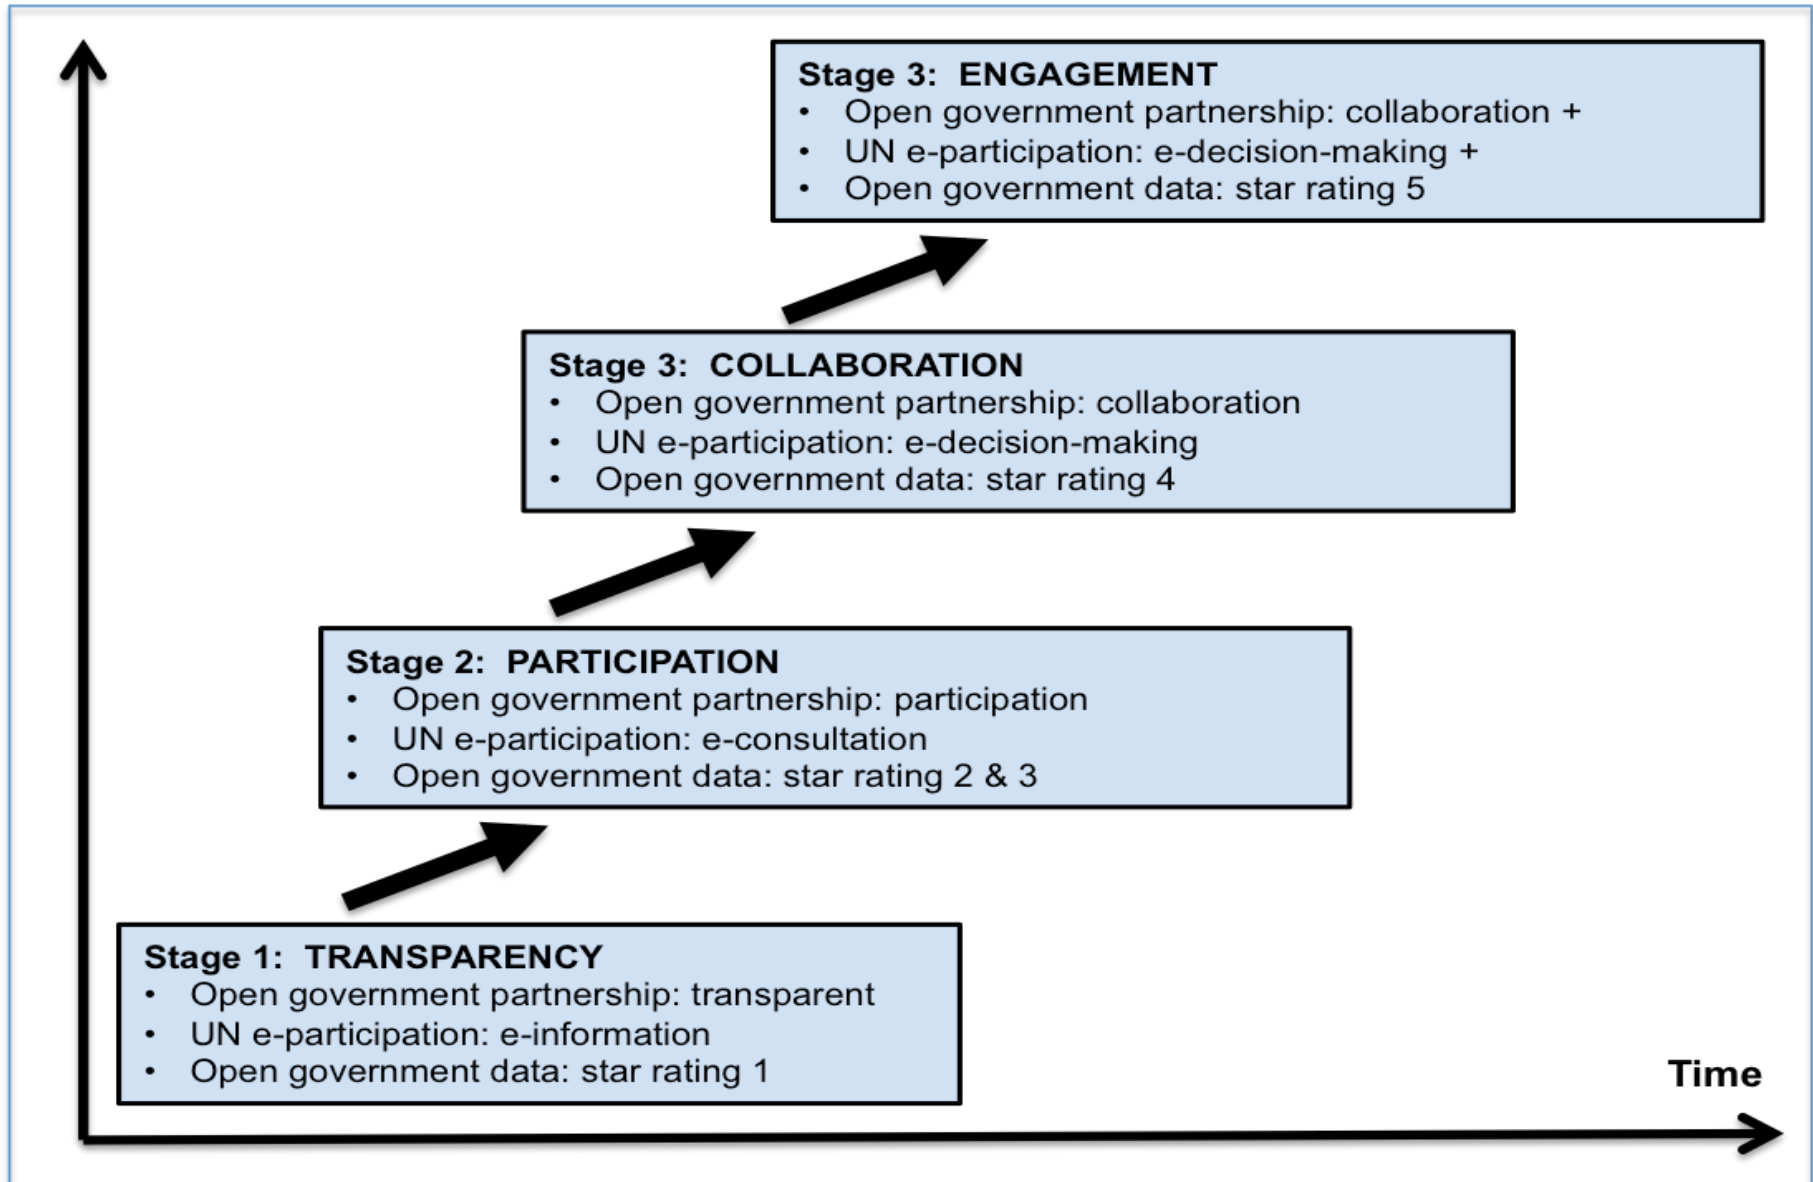 Stage 3:  ENGAGEMENT
• Open government partnership: collaboration +
• UN e-participation: e-decision-making +
• Open government data: star rating 5
Stage 3:  COLLABORATION
• Open government partnership: collaboration
• UN e-participation: e-decision-making
• Open government data: star rating 4
Stage 2:  PARTICIPATION
• Open government partnership: participation
• UN e-participation: e-consultation
• Open government data: star rating 2 & 3
Stage 1:  TRANSPARENCY
• Open government partnership: transparent
• UN e-participation: e-information
• Open government data: star rating 1
Time